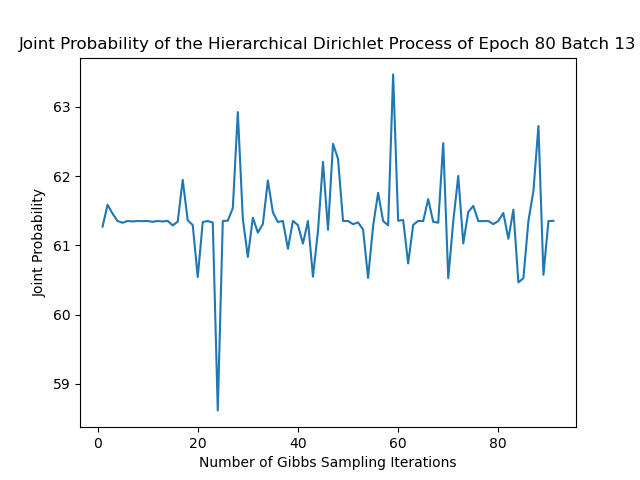 Joint Probability of the Hierarchical Dirichlet Process of Epoch 80 Batch 13
63
62
61
60
59
Joint Probability
0 20 40 60 80
Number of Gibbs Sampling Iterations